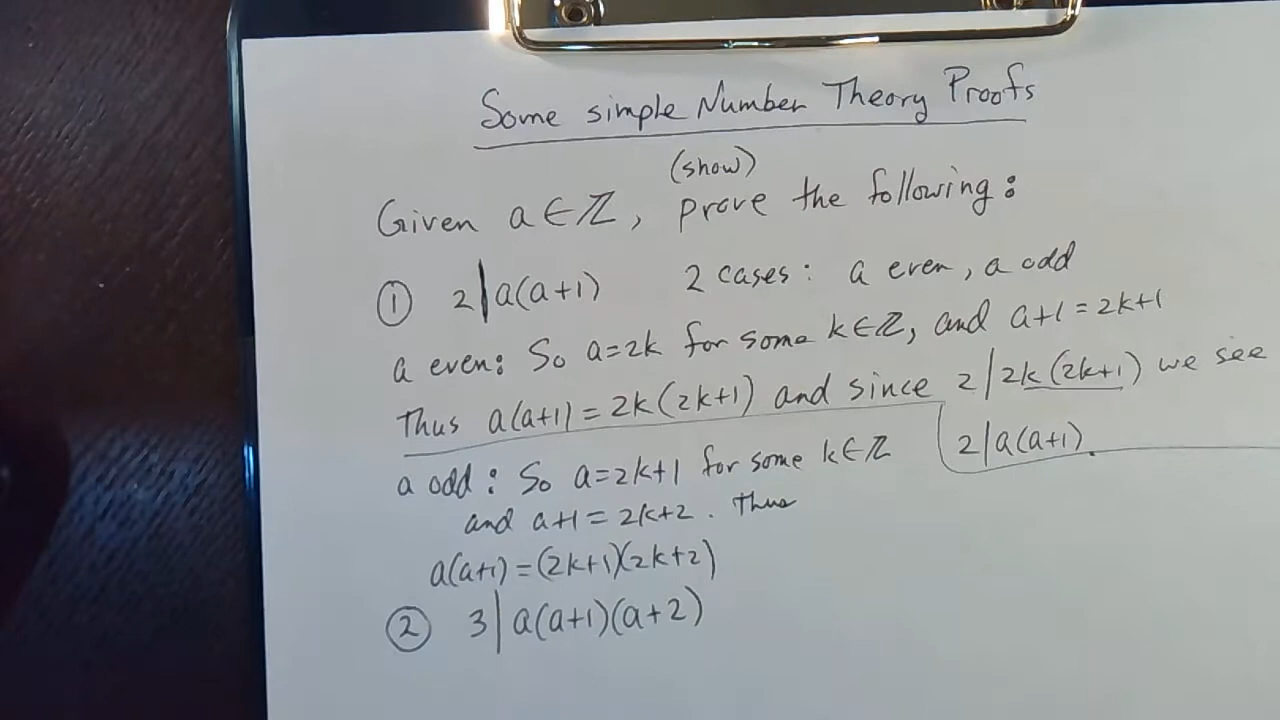 Some simple Number Theory Proofs
(show)
Given a∈ℤ, prove the following:
① 2|a(a+1) 2 cases: a even, a odd
a even: So a=2k for some k∈ℤ, and a+1=2k+1
Thus a(a+1)=2k(2k+1) and since 2|2k(2k+1) we see
2|a(a+1).
a odd: So a=2k+1 for some k∈ℤ
and a+1=2k+2. Thus
a(a+1)=(2k+1)(2k+2)
② 3|a(a+1)(a+2)